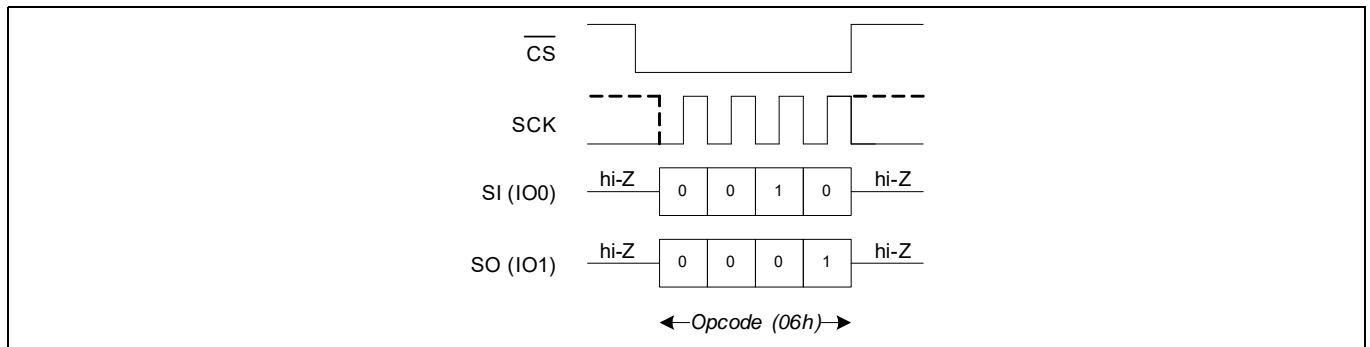 CS
SCK
SI (IO0) hi-Z 0 0 1 0 hi-Z
SO (IO1) hi-Z 0 0 0 1 hi-Z
Opcode (06h)